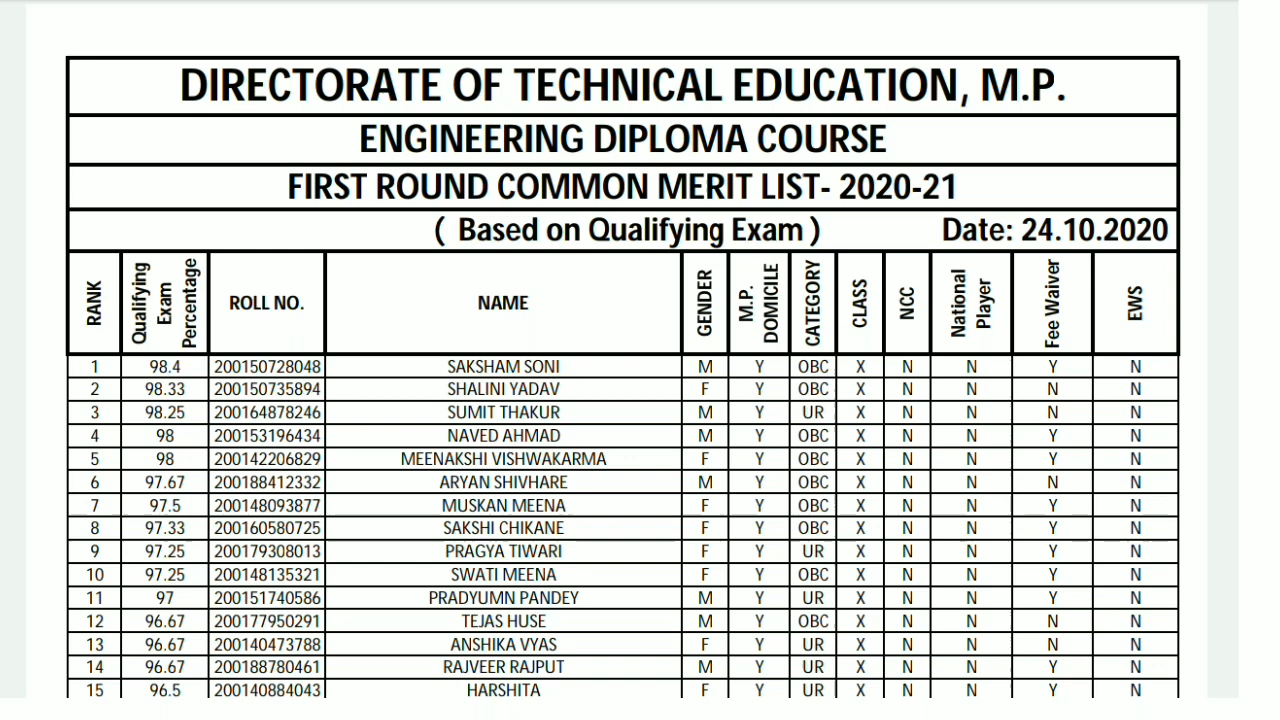 DIRECTORATE OF TECHNICAL EDUCATION, M.P.
ENGINEERING DIPLOMA COURSE
FIRST ROUND COMMON MERIT LIST- 2020-21
( Based on Qualifying Exam ) Date: 24.10.2020
RANK Qualifying Exam Percentage ROLL NO. NAME GENDER M.P. DOMICILE CATEGORY CLASS NCC National Player Fee Waiver EWS
1 98.4 200150728048 SAKSHAM SONI M Y OBC X N N Y N
2 98.33 200150735894 SHALINI YADAV F Y OBC X N N N N
3 98.25 200164878246 SUMIT THAKUR M Y UR X N N N N
4 98 200153196434 NAVED AHMAD M Y OBC X N N Y N
5 98 200142206829 MEENAKSHI VISHWAKARMA F Y OBC X N N Y N
6 97.67 200188412332 ARYAN SHIVHARE M Y OBC X N N N N
7 97.5 200148093877 MUSKAN MEENA F Y OBC X N N Y N
8 97.33 200160580725 SAKSHI CHIKANE F Y OBC X N N Y N
9 97.25 200179308013 PRAGYA TIWARI F Y UR X N N Y N
10 97.25 200148135321 SWATI MEENA F Y OBC X N N Y N
11 97 200151740586 PRADYUMN PANDEY M Y UR X N N Y N
12 96.67 200177950291 TEJAS HUSE M Y OBC X N N N N
13 96.67 200140473788 ANSHIKA VYAS F Y UR X N N N N
14 96.67 200188780461 RAJVEER RAJPUT M Y UR X N N Y N
15 96.5 200140884043 HARSHITA F Y UR X N N Y N